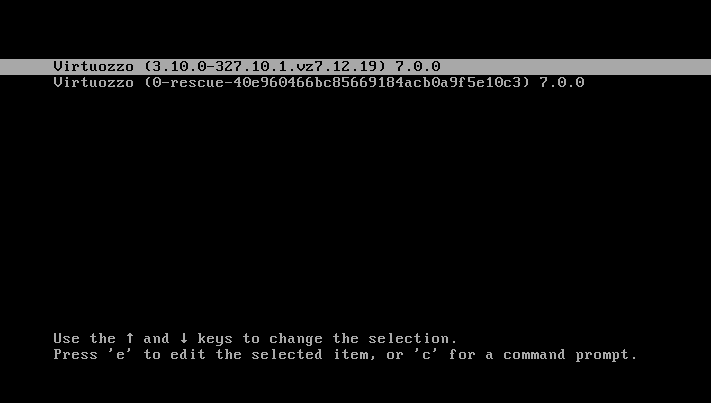 Virtuozzo (3.10.0-327.10.1.vz7.12.19) 7.0.0
Virtuozzo (0-rescue-40e960466bc85669184acb0a9f5e10c3) 7.0.0
Use the ↑ and ↓ keys to change the selection.
Press 'e' to edit the selected item, or 'c' for a command prompt.